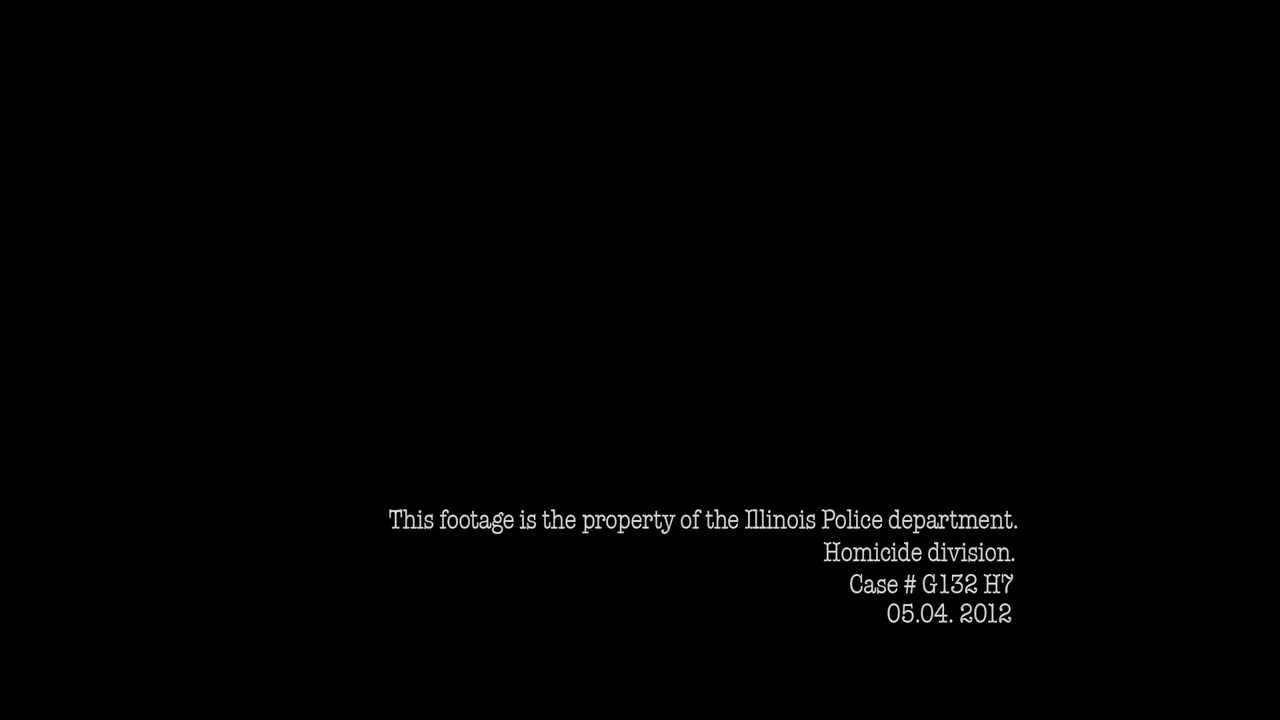 This footage is the property of the Illinois Police department.
Homicide division.
Case # G132 H7
05.04. 2012